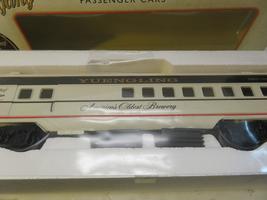 PASSENGER CARS
YUENGLING
America's Oldest Brewery